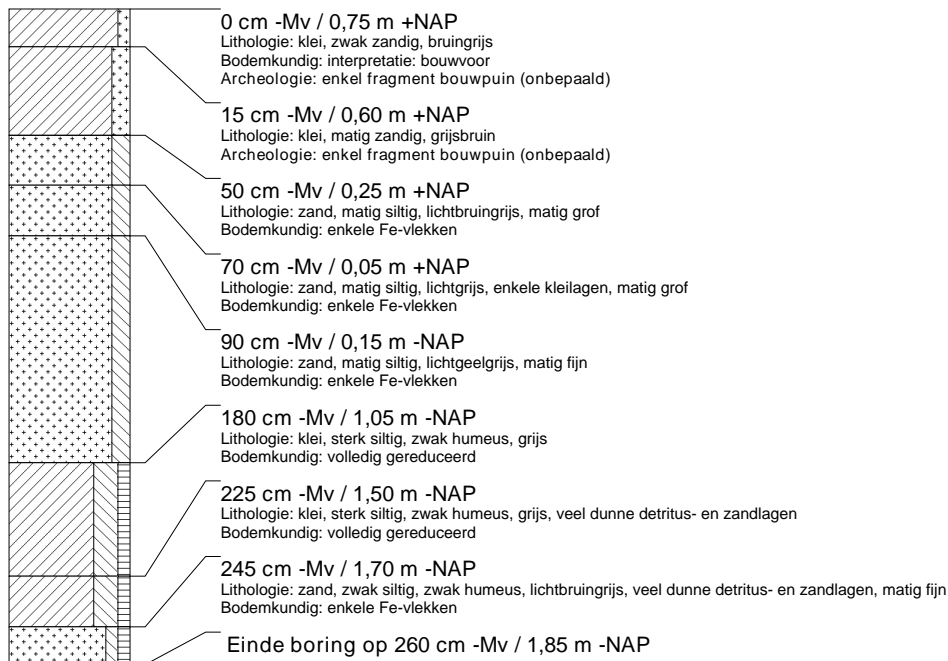 0 cm -Mv / 0,75 m +NAP
Lithologie: klei, zwak zandig, bruingrijs
Bodemkundig: interpretatie: bouwvoor
Archeologie: enkel fragment bouwpuin (onbepaald)
15 cm -Mv / 0,60 m +NAP
Lithologie: klei, matig zandig, grijsbruin
Archeologie: enkel fragment bouwpuin (onbepaald)
50 cm -Mv / 0,25 m +NAP
Lithologie: zand, matig siltig, lichtbruingrijs, matig grof
Bodemkundig: enkele Fe-vlekken
70 cm -Mv / 0,05 m +NAP
Lithologie: zand, matig siltig, lichtgrijs, enkele kleilagen, matig grof
Bodemkundig: enkele Fe-vlekken
90 cm -Mv / 0,15 m -NAP
Lithologie: zand, matig siltig, lichtgeelgrijs, matig fijn
Bodemkundig: enkele Fe-vlekken
180 cm -Mv / 1,05 m -NAP
Lithologie: klei, sterk siltig, zwak humeus, grijs
Bodemkundig: volledig gereduceerd
225 cm -Mv / 1,50 m -NAP
Lithologie: klei, sterk siltig, zwak humeus, grijs, veel dunne detritus- en zandlagen
Bodemkundig: volledig gereduceerd
245 cm -Mv / 1,70 m -NAP
Lithologie: zand, zwak siltig, zwak humeus, lichtbruingrijs, veel dunne detritus- en zandlagen, matig fijn
Bodemkundig: enkele Fe-vlekken
Einde boring op 260 cm -Mv / 1,85 m -NAP